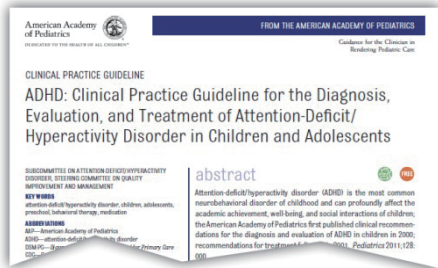 American Academy
of Pediatrics
DEDICATED TO THE HEALTH OF ALL CHILDREN™
FROM THE AMERICAN ACADEMY OF PEDIATRICS
Guidance for the Clinician in
Rendering Pediatric Care
CLINICAL PRACTICE GUIDELINE
ADHD: Clinical Practice Guideline for the Diagnosis,
Evaluation, and Treatment of Attention-Deficit/
Hyperactivity Disorder in Children and Adolescents
SUBCOMMITTEE ON ATTENTION-DEFICIT/HYPERACTIVITY
DISORDER, STEERING COMMITTEE ON QUALITY
IMPROVEMENT AND MANAGEMENT
KEY WORDS
attention-deficit/hyperactivity disorder, children, adolescents,
preschool, behavioral therapy, medication
ABBREVIATIONS
AAP—American Academy of Pediatrics
ADHD—attention-deficit/hyperactivity disorder
for Primary Care
abstract
FREE
Attention-deficit/hyperactivity disorder (ADHD) is the most common
neurobehavioral disorder of childhood and can profoundly affect the
academic achievement, well-being, and social interactions of children;
the American Academy of Pediatrics first published clinical recommen-
dations for the diagnosis and evaluation of ADHD in children in 2000;
recommendations for treatment 2001. Pediatrics 2011;128:
000